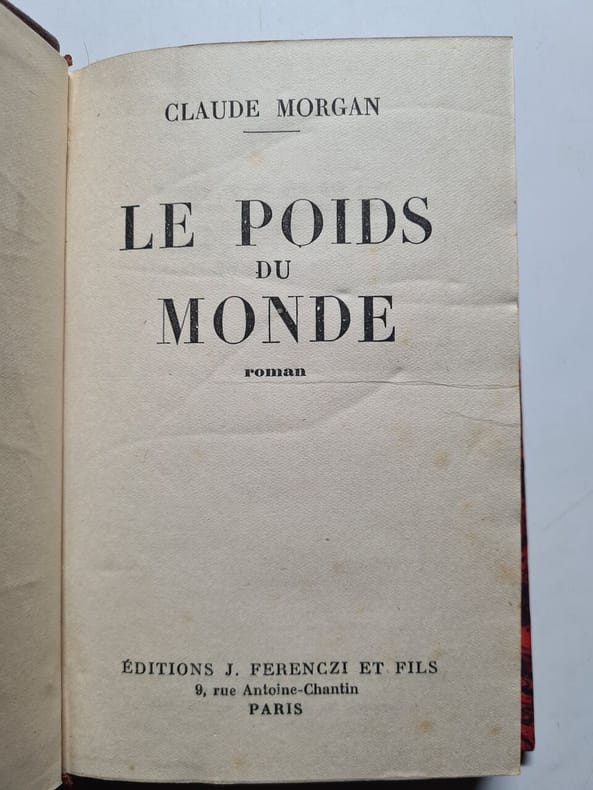 CLAUDE MORGAN
LE POIDS
DU
MONDE
roman
ÉDITIONS J. FERENCZI ET FILS
9, rue Antoine-Chantin
PARIS